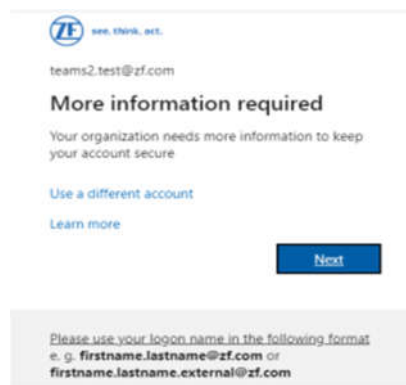 ZF see. think. act.
teams2.test@zf.com
More information required
Your organization needs more information to keep
your account secure
Use a different account
Learn more
Next
Please use your logon name in the following format
e. g. firstname.lastname@zf.com or
firstname.lastname.external@zf.com